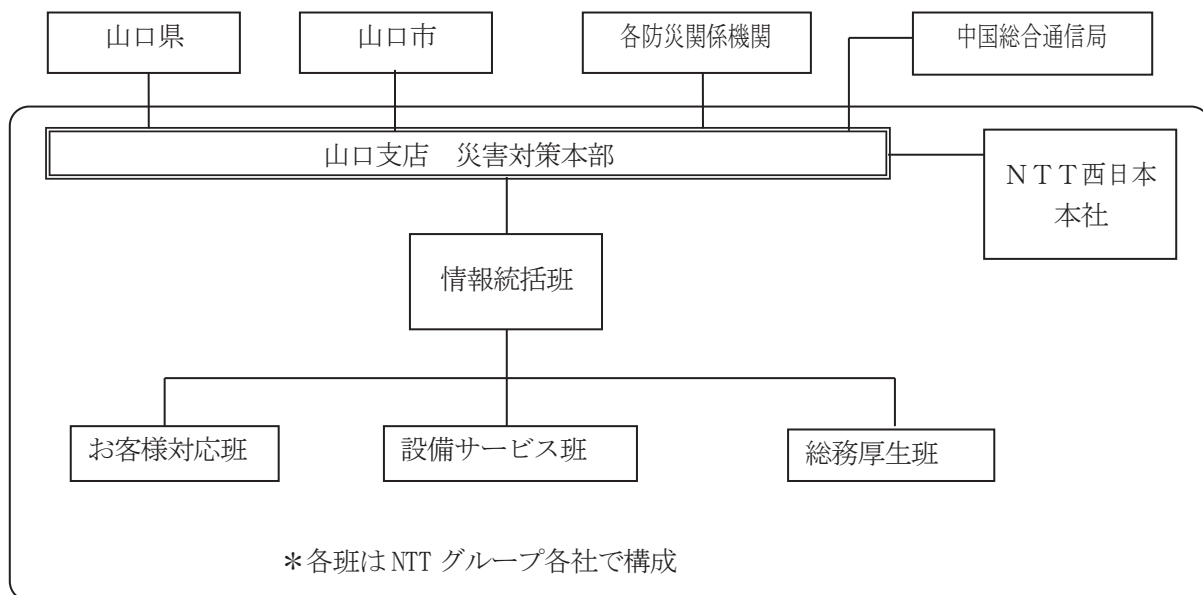 山口県
山口市
各防災関係機関
中国総合通信局
山口支店　災害対策本部
ＮＴＴ西日本
本社
情報統括班
お客様対応班
設備サービス班
総務厚生班
＊各班は NTT グループ各社で構成